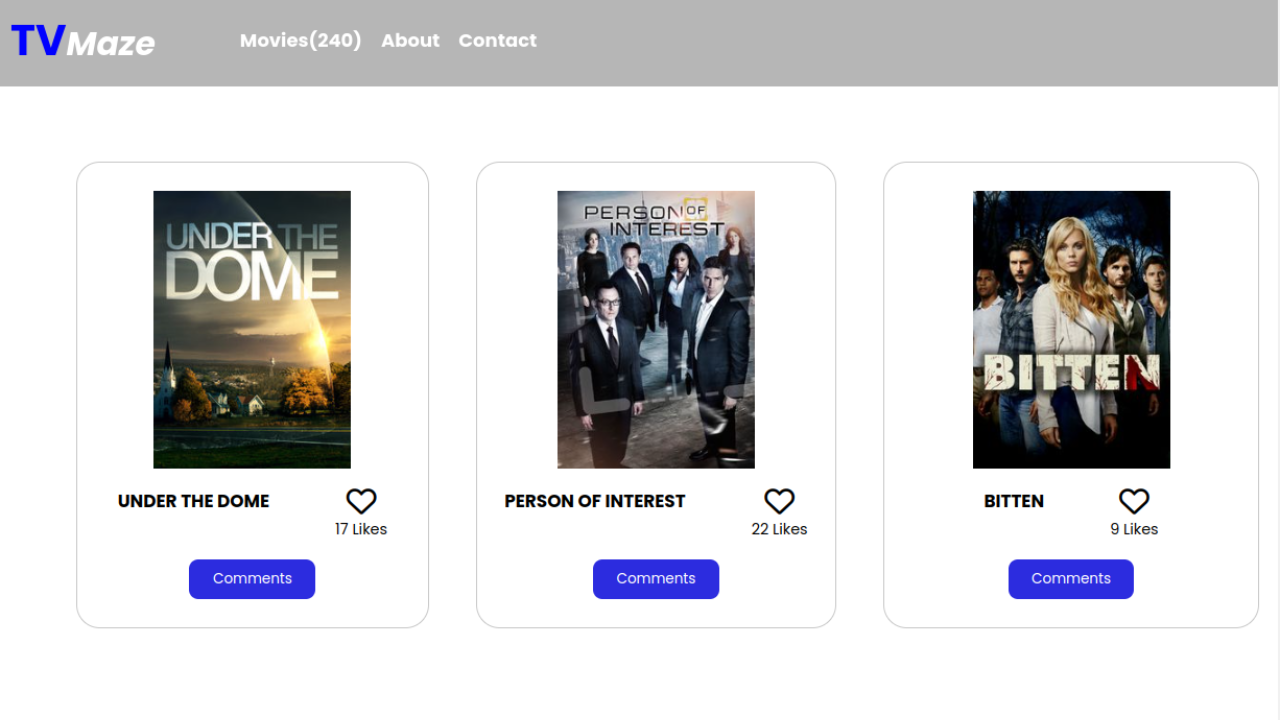 TVMaze Movies(240) About Contact
UNDER THE
DOME
PERSON OF
INTEREST
BITTEN
UNDER THE DOME
17 Likes
Comments
PERSON OF INTEREST
22 Likes
Comments
BITTEN
9 Likes
Comments